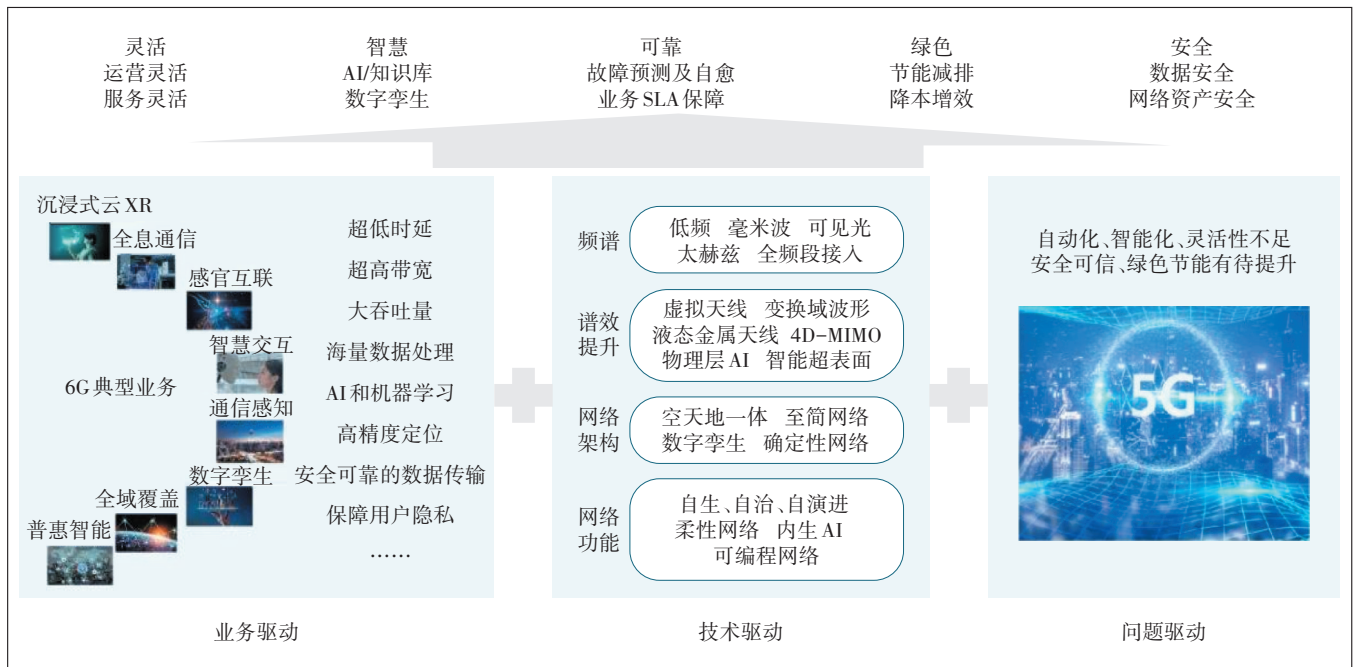 灵活
运营灵活
服务灵活
智慧
AI/知识库
数字孪生
可靠
故障预测及自愈
业务SLA保障
绿色
节能减排
降本增效
安全
数据安全
网络资产安全
沉浸式云XR
全息通信
感官互联
智慧交互
6G典型业务
通信感知
数字孪生
全域覆盖
普惠智能
超低时延
超高带宽
大吞吐量
海量数据处理
AI和机器学习
高精度定位
安全可靠的数据传输
保障用户隐私
……
业务驱动
频谱
低频 毫米波 可见光
太赫兹 全频段接入
谱效
提升
虚拟天线 变换域波形
液态金属天线 4D-MIMO
物理层AI 智能超表面
网络
架构
空天地一体 至简网络
数字孪生 确定性网络
网络
功能
自生、自治、自演进
柔性网络 内生AI
可编程网络
技术驱动
自动化、智能化、灵活性不足
安全可信、绿色节能有待提升
5G
问题驱动